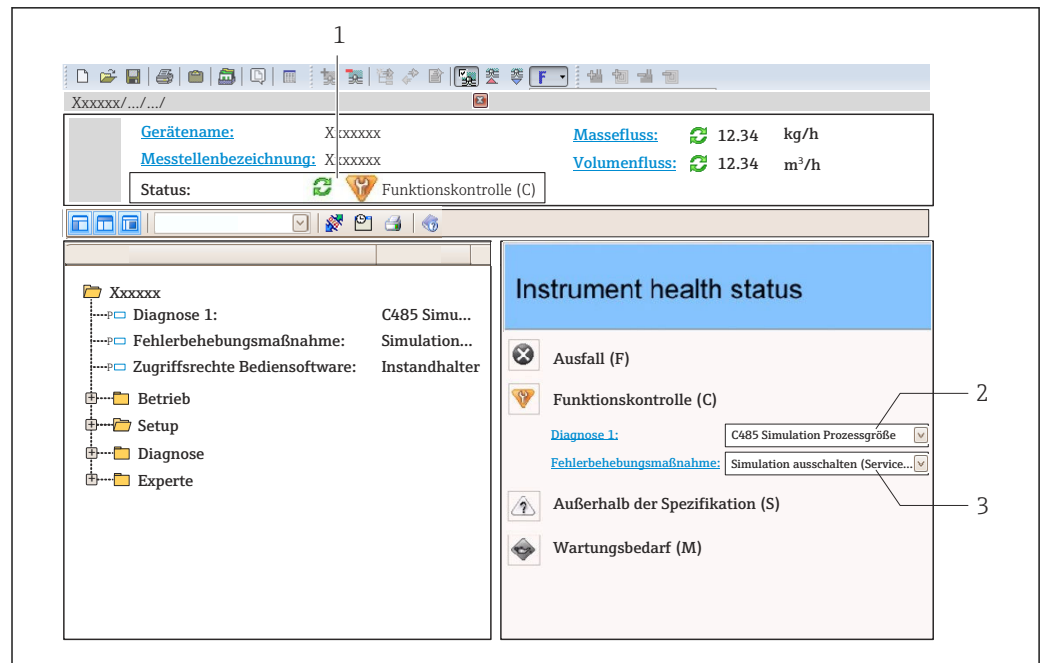 1
F
Xxxxxx/.../.../
Gerätename: Xxxxxxx
Massefluss: 12.34 kg/h
Messtellenbezeichnung: Xxxxxxx
Volumenfluss: 12.34 m³/h
Status: Funktionskontrolle (C)
Xxxxxx
P Diagnose 1: C485 Simu...
P Fehlerbehebungsmaßnahme: Simulation...
P Zugriffsrechte Bediensoftware: Instandhalter
Betrieb
Setup
Diagnose
Experte
Instrument health status
Ausfall (F)
Funktionskontrolle (C)
2
Diagnose 1: C485 Simulation Prozessgröße
Fehlerbehebungsmaßnahme: Simulation ausschalten (Service...
Außerhalb der Spezifikation (S)
3
Wartungsbedarf (M)